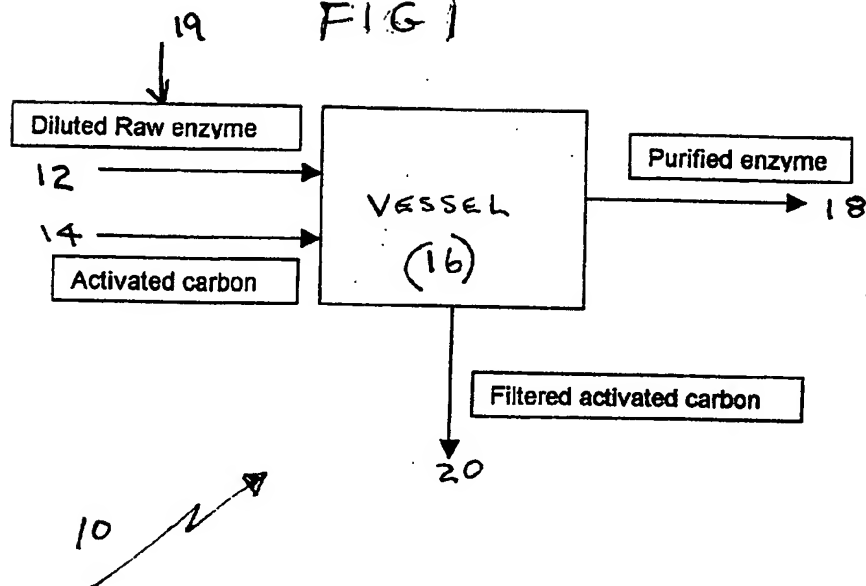 FIG 1
19
Diluted Raw enzyme
12
14
Activated carbon
VESSEL
(16)
Purified enzyme
18
Filtered activated carbon
20
10